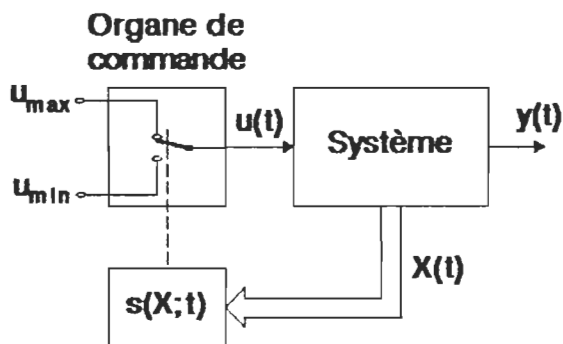 Organe de
commande
u_max
u(t)
Système
y(t)
u_min
X(t)
s(X;t)